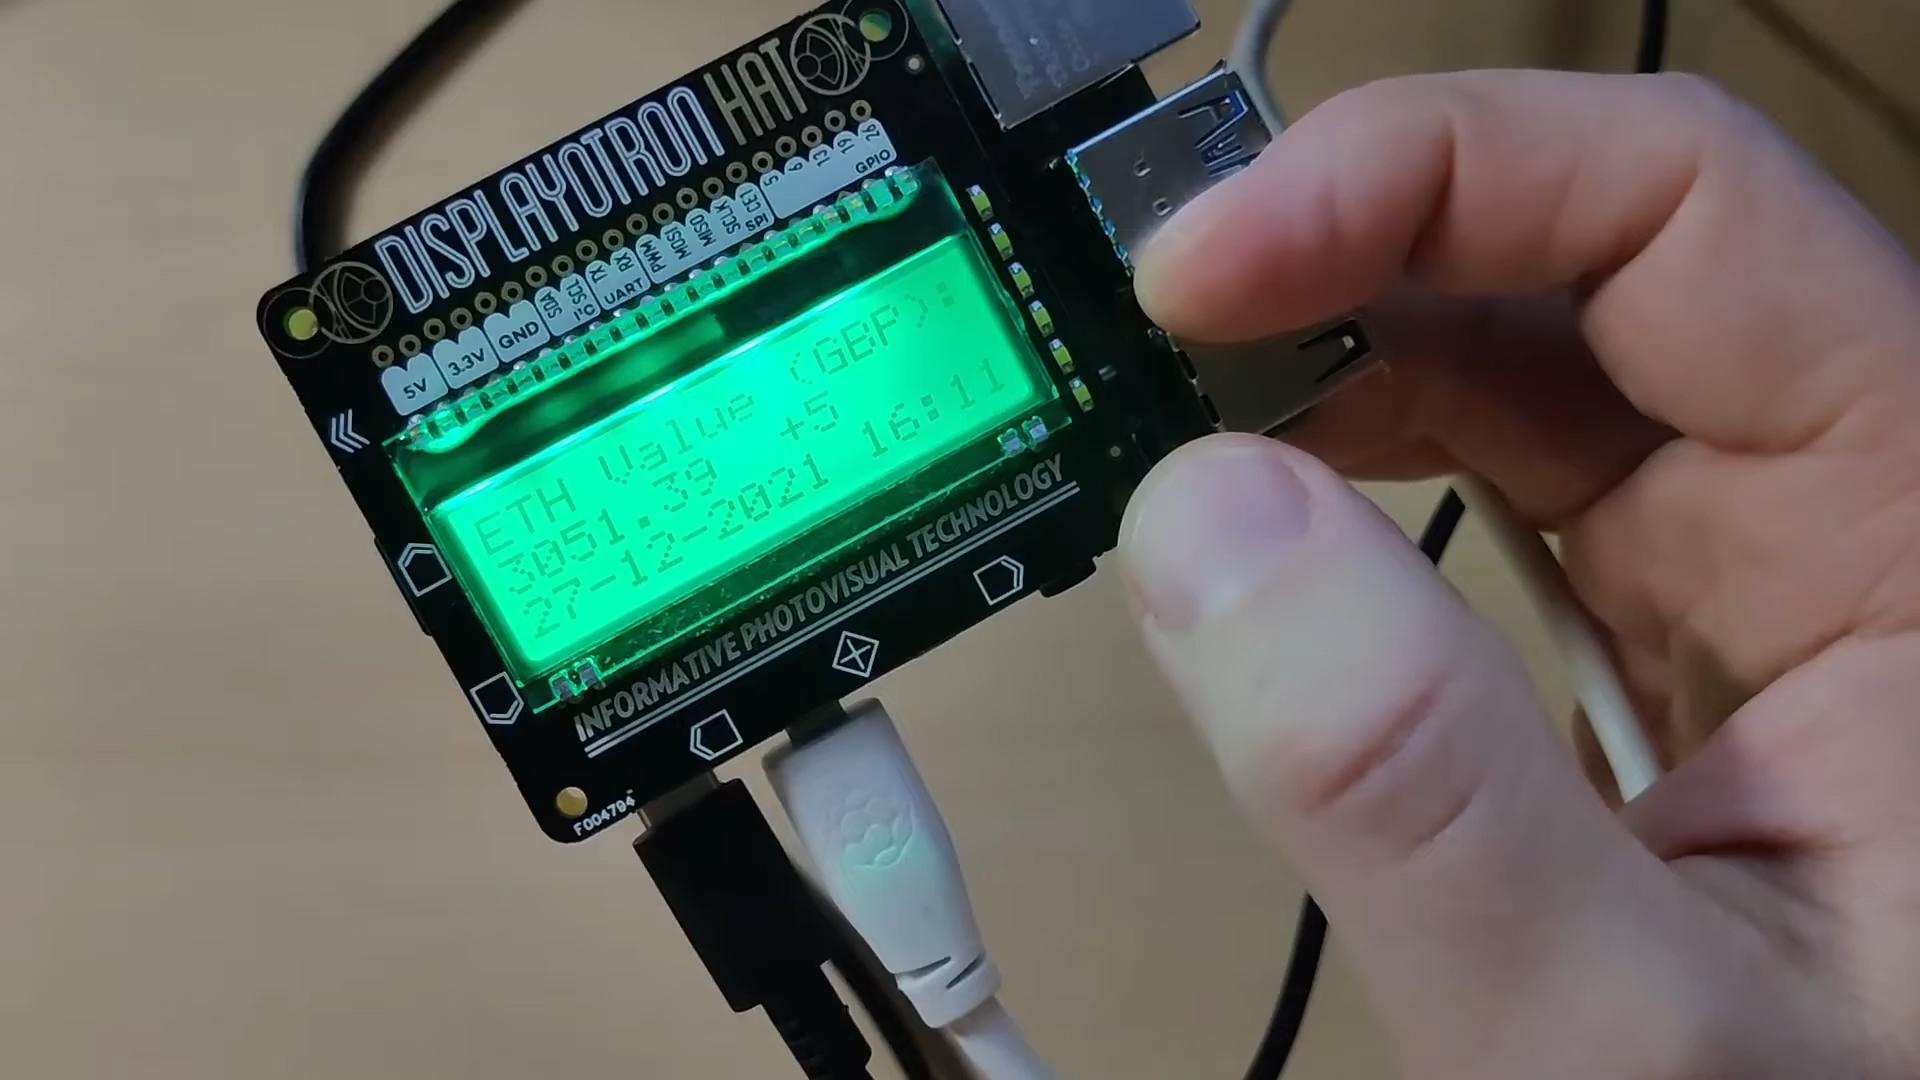 DISPLAYOTRON HAT
5V 3.3V GND SDA SCL TX RX PWM MOSI MISO SCLK CE1 5 6 13 19 26
I²C UART SPI GPIO
ETH Value (GBP):
3051.39 +5
27-12-2021 16:11
INFORMATIVE PHOTOVISUAL TECHNOLOGY
F004794